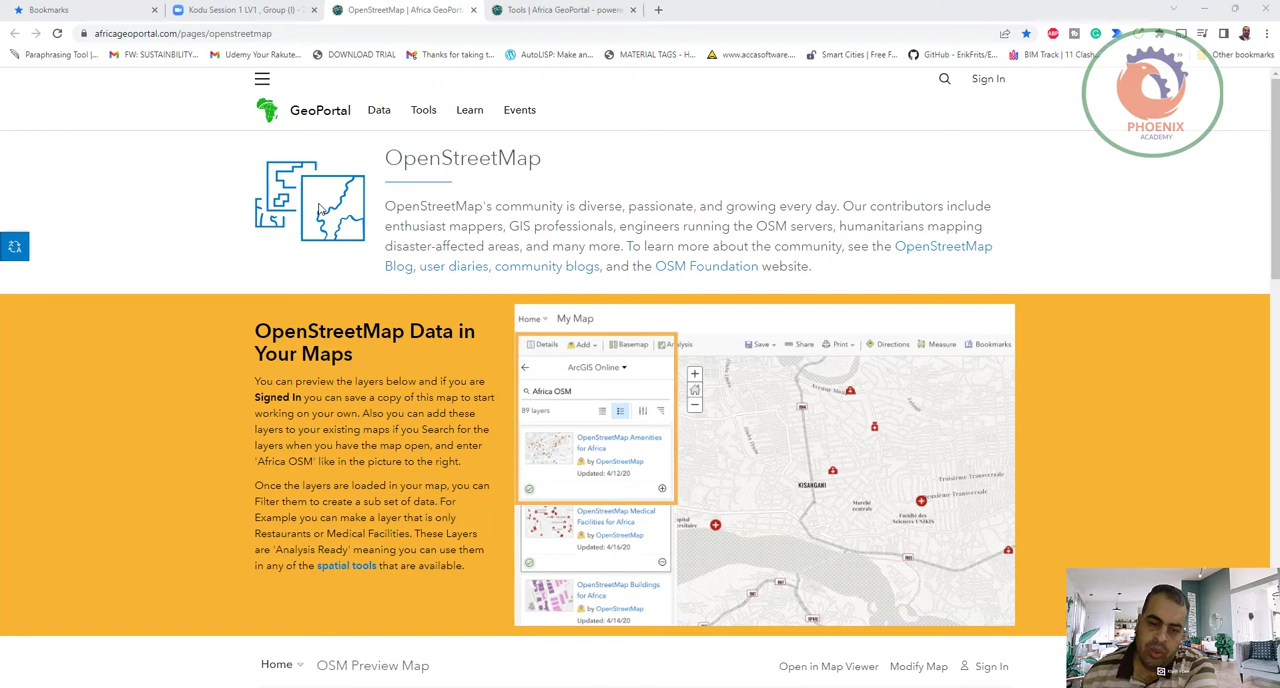 Bookmarks
Kodu Session 1 LV1 , Group (I) -
OpenStreetMap | Africa GeoPorta
Tools | Africa GeoPortal - powere
africageoportal.com/pages/openstreetmap
Paraphrasing Tool |...
FW: SUSTAINABILITY...
Udemy Your Rakute...
DOWNLOAD TRIAL
Thanks for taking t...
AutoLISP: Make an...
MATERIAL TAGS - H...
www.accasoftware....
Smart Cities | Free F...
GitHub - ErikFrits/E...
BIM Track | 11 Clash
Other bookmarks
Sign In
GeoPortal Data Tools Learn Events
PHOENIX
ACADEMY
OpenStreetMap
OpenStreetMap's community is diverse, passionate, and growing every day. Our contributors include
enthusiast mappers, GIS professionals, engineers running the OSM servers, humanitarians mapping
disaster-affected areas, and many more. To learn more about the community, see the OpenStreetMap
Blog, user diaries, community blogs, and the OSM Foundation website.
OpenStreetMap Data in
Your Maps
You can preview the layers below and if you are
Signed In you can save a copy of this map to start
working on your own. Also you can add these
layers to your existing maps if you Search for the
layers when you have the map open, and enter
'Africa OSM' like in the picture to the right.
Once the layers are loaded in your map, you can
Filter them to create a sub set of data. For
Example you can make a layer that is only
Restaurants or Medical Facilities. These Layers
are 'Analysis Ready' meaning you can use them
in any of the spatial tools that are available.
Home My Map
Details Add Basemap Analysis Save Share Print Directions Measure Bookmarks
ArcGIS Online
Africa OSM
89 layers
OpenStreetMap Amenities
for Africa
by OpenStreetMap
Updated: 4/12/20
OpenStreetMap Medical
Facilities for Africa
by OpenStreetMap
Updated: 4/16/20
OpenStreetMap Buildings
for Africa
by OpenStreetMap
Updated: 4/14/20
KISANGANI
Marché
centrale
Faculté des
Sciences UNIKIS
Troisième Transversale
Deuxième Transversale
Home OSM Preview Map
Open in Map Viewer Modify Map Sign In